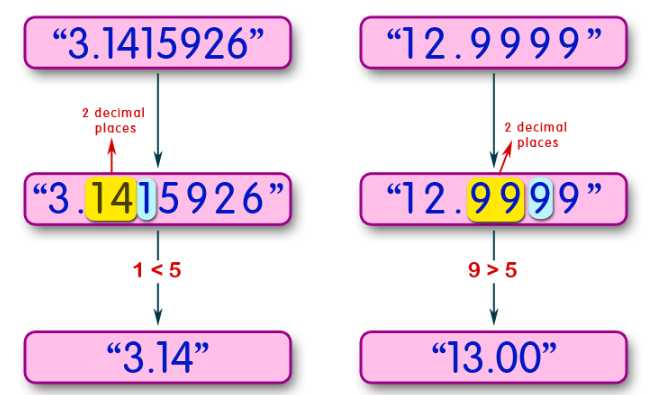 “3.1415926”
2 decimal
places
“3.1415926”
1 < 5
“3.14”
“12.9999”
2 decimal
places
“12.9999”
9 > 5
“13.00”